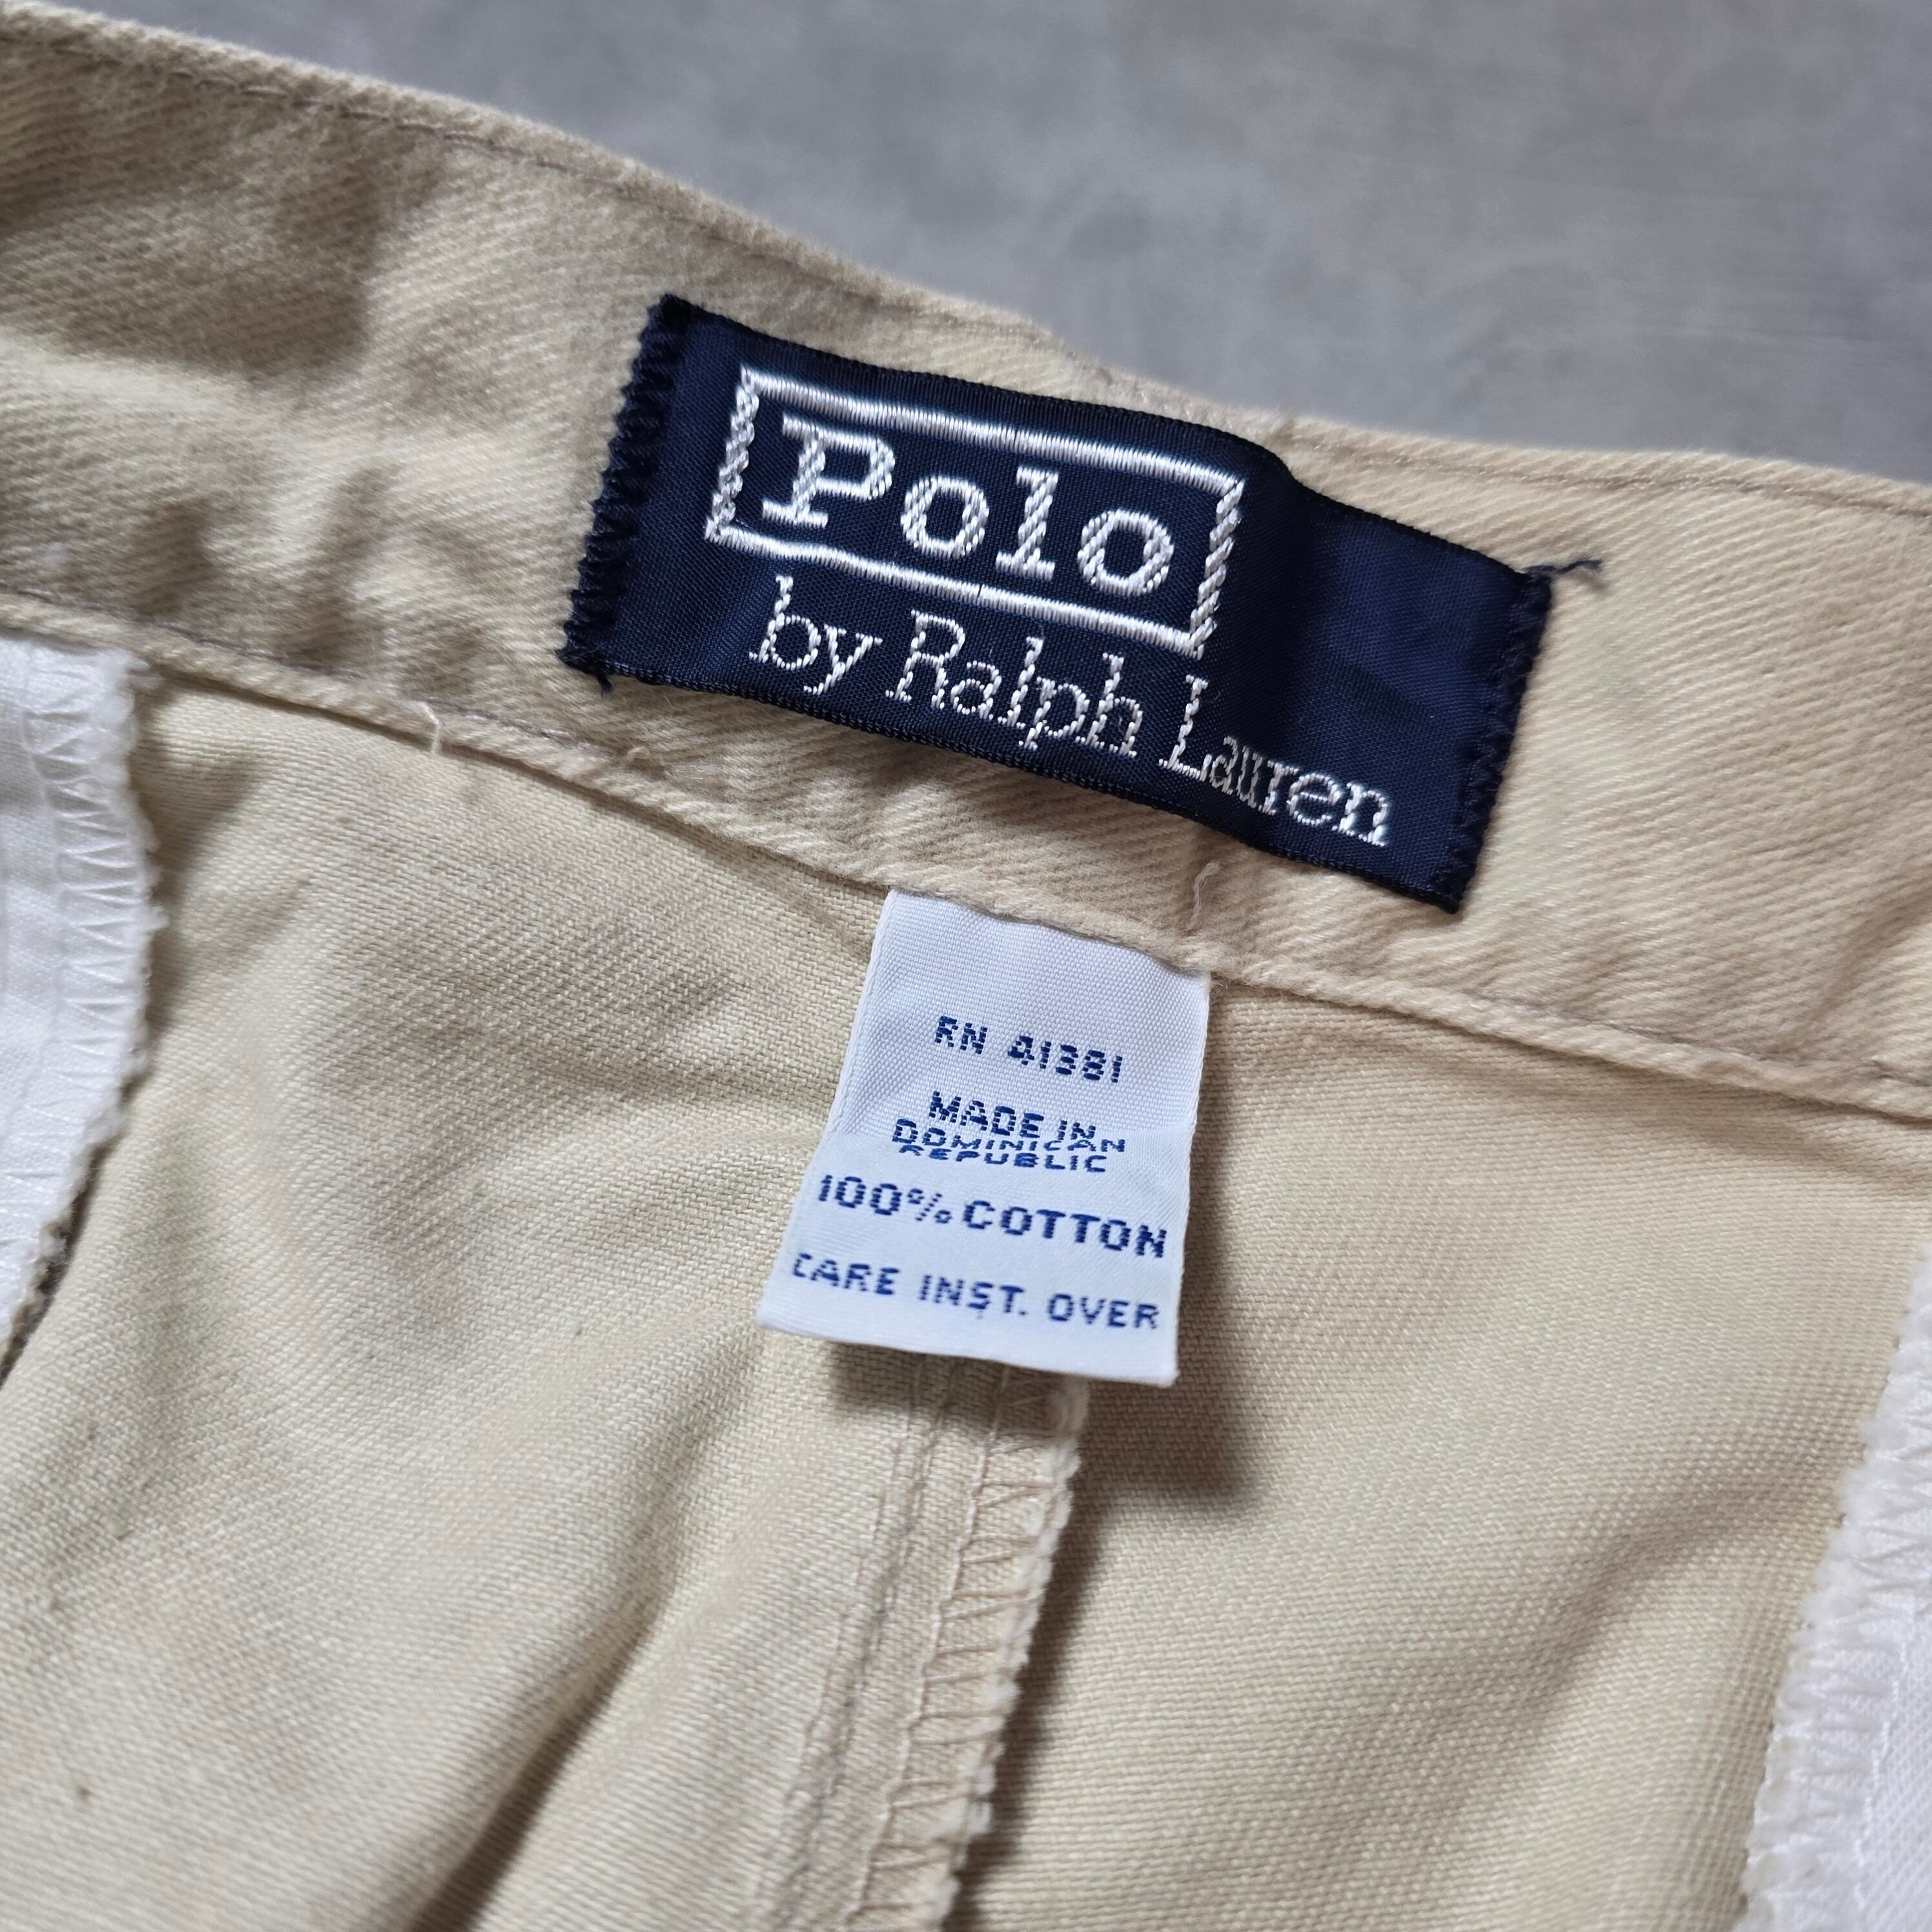 Polo
by Ralph Lauren
RN 41381
MADE IN
DOMINICAN
REPUBLIC
100% COTTON
CARE INST. OVER